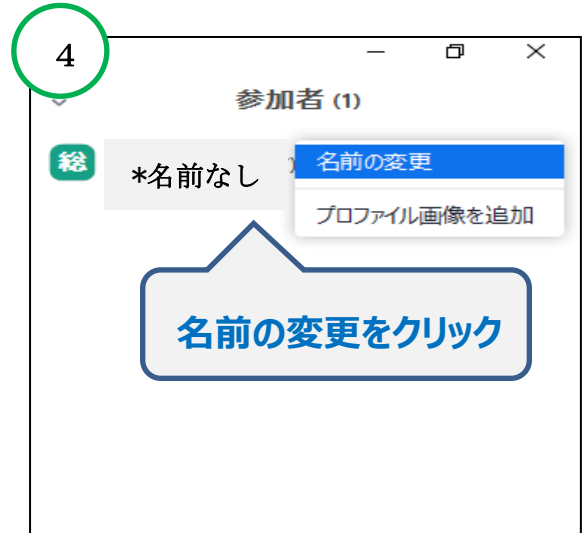 4
参加者 (1)
総
*名前なし
名前の変更
プロファイル画像を追加
名前の変更をクリック